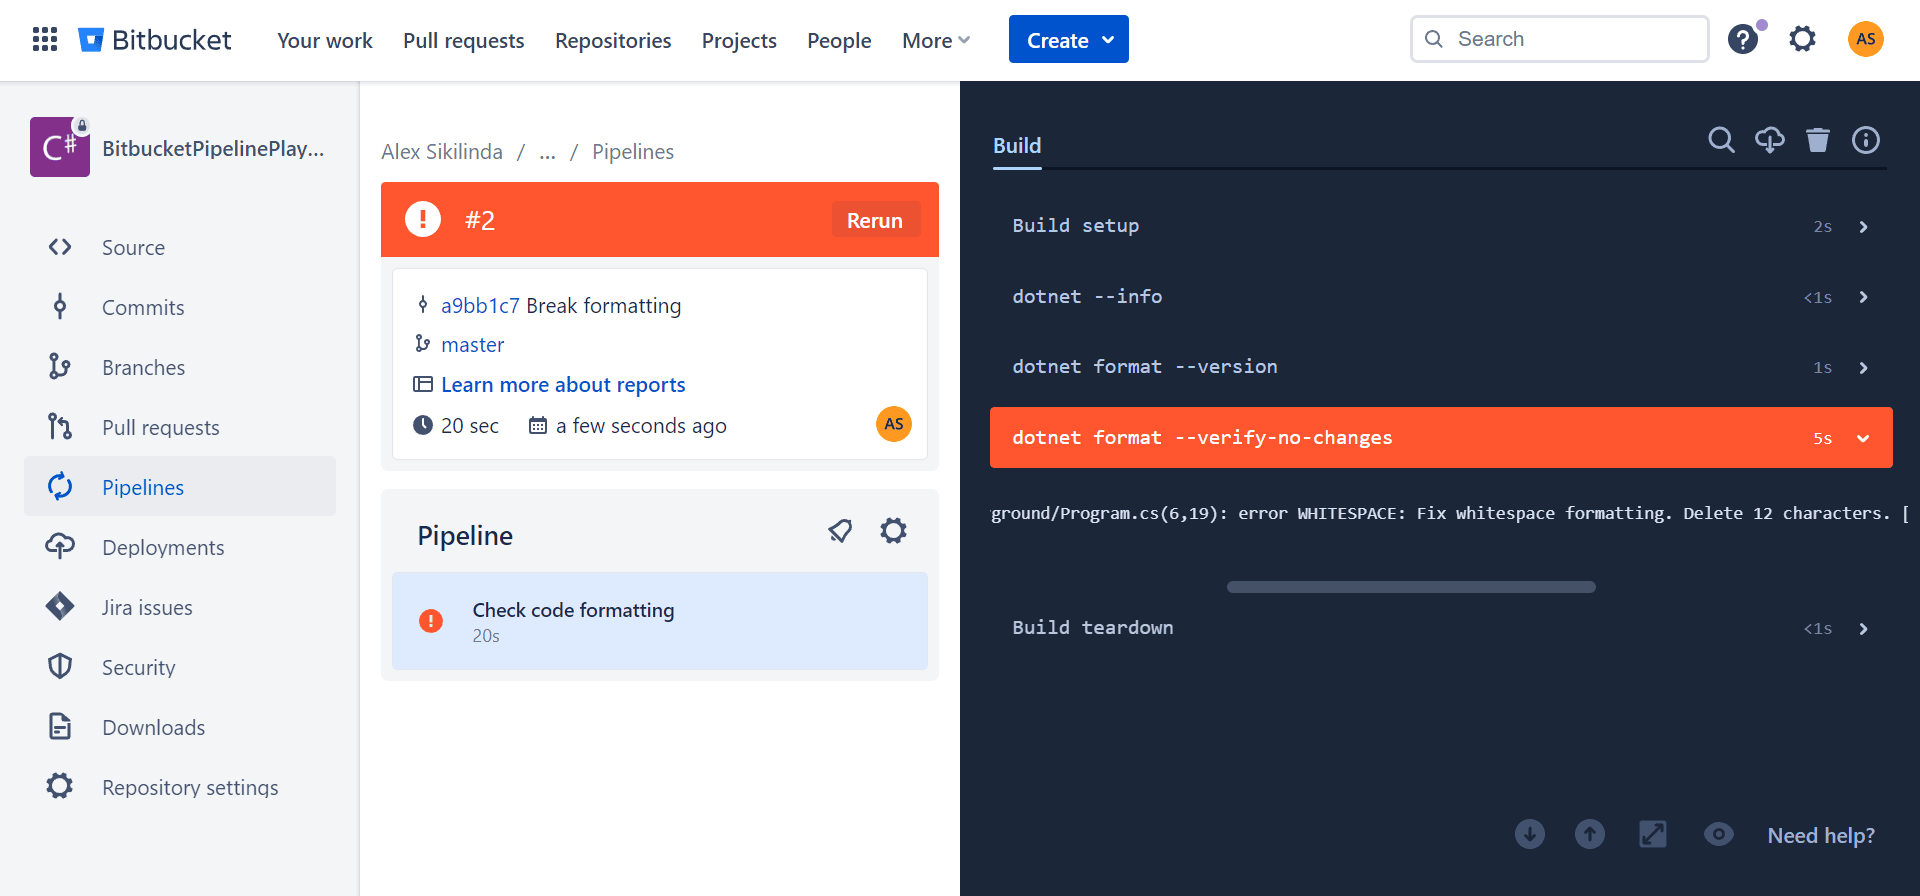 Bitbucket
Your work
Pull requests
Repositories
Projects
People
More
Create
Search
?
AS
C#
BitbucketPipelinePlay...
Source
Commits
Branches
Pull requests
Pipelines
Deployments
Jira issues
Security
Downloads
Repository settings
Alex Sikilinda / ... / Pipelines
! #2 Rerun
a9bb1c7 Break formatting
master
Learn more about reports
20 sec a few seconds ago AS
Pipeline
! Check code formatting
20s
Build
Build setup 2s
dotnet --info <1s
dotnet format --version 1s
dotnet format --verify-no-changes 5s
ground/Program.cs(6,19): error WHITESPACE: Fix whitespace formatting. Delete 12 characters. [
Build teardown <1s
Need help?